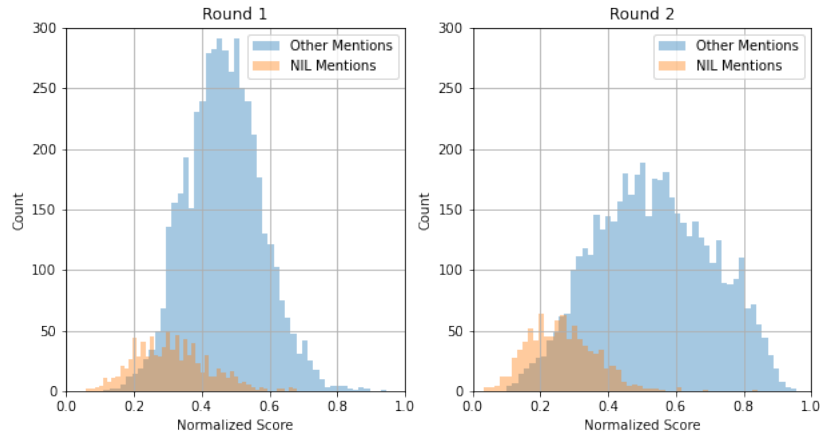 Round 1
300
250
200
150
100
50
0
Count
0.0 0.2 0.4 0.6 0.8 1.0
Normalized Score
Other Mentions
NIL Mentions
Round 2
300
250
200
150
100
50
0
Count
0.0 0.2 0.4 0.6 0.8 1.0
Normalized Score
Other Mentions
NIL Mentions